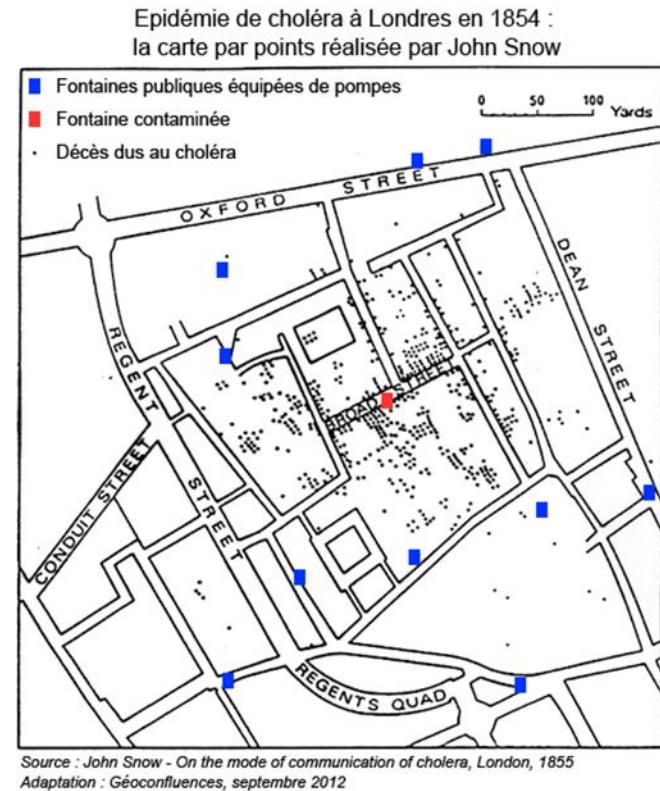 Epidémie de choléra à Londres en 1854 :
la carte par points réalisée par John Snow
Fontaines publiques équipées de pompes
Fontaine contaminée
Décès dus au choléra
0 50 100
Yards
OXFORD STREET
DEAN STREET
REGENT STREET
BROAD STREET
CONDUIT STREET
REGENTS QUAD
Source : John Snow - On the mode of communication of cholera, London, 1855
Adaptation : Géoconfluences, septembre 2012